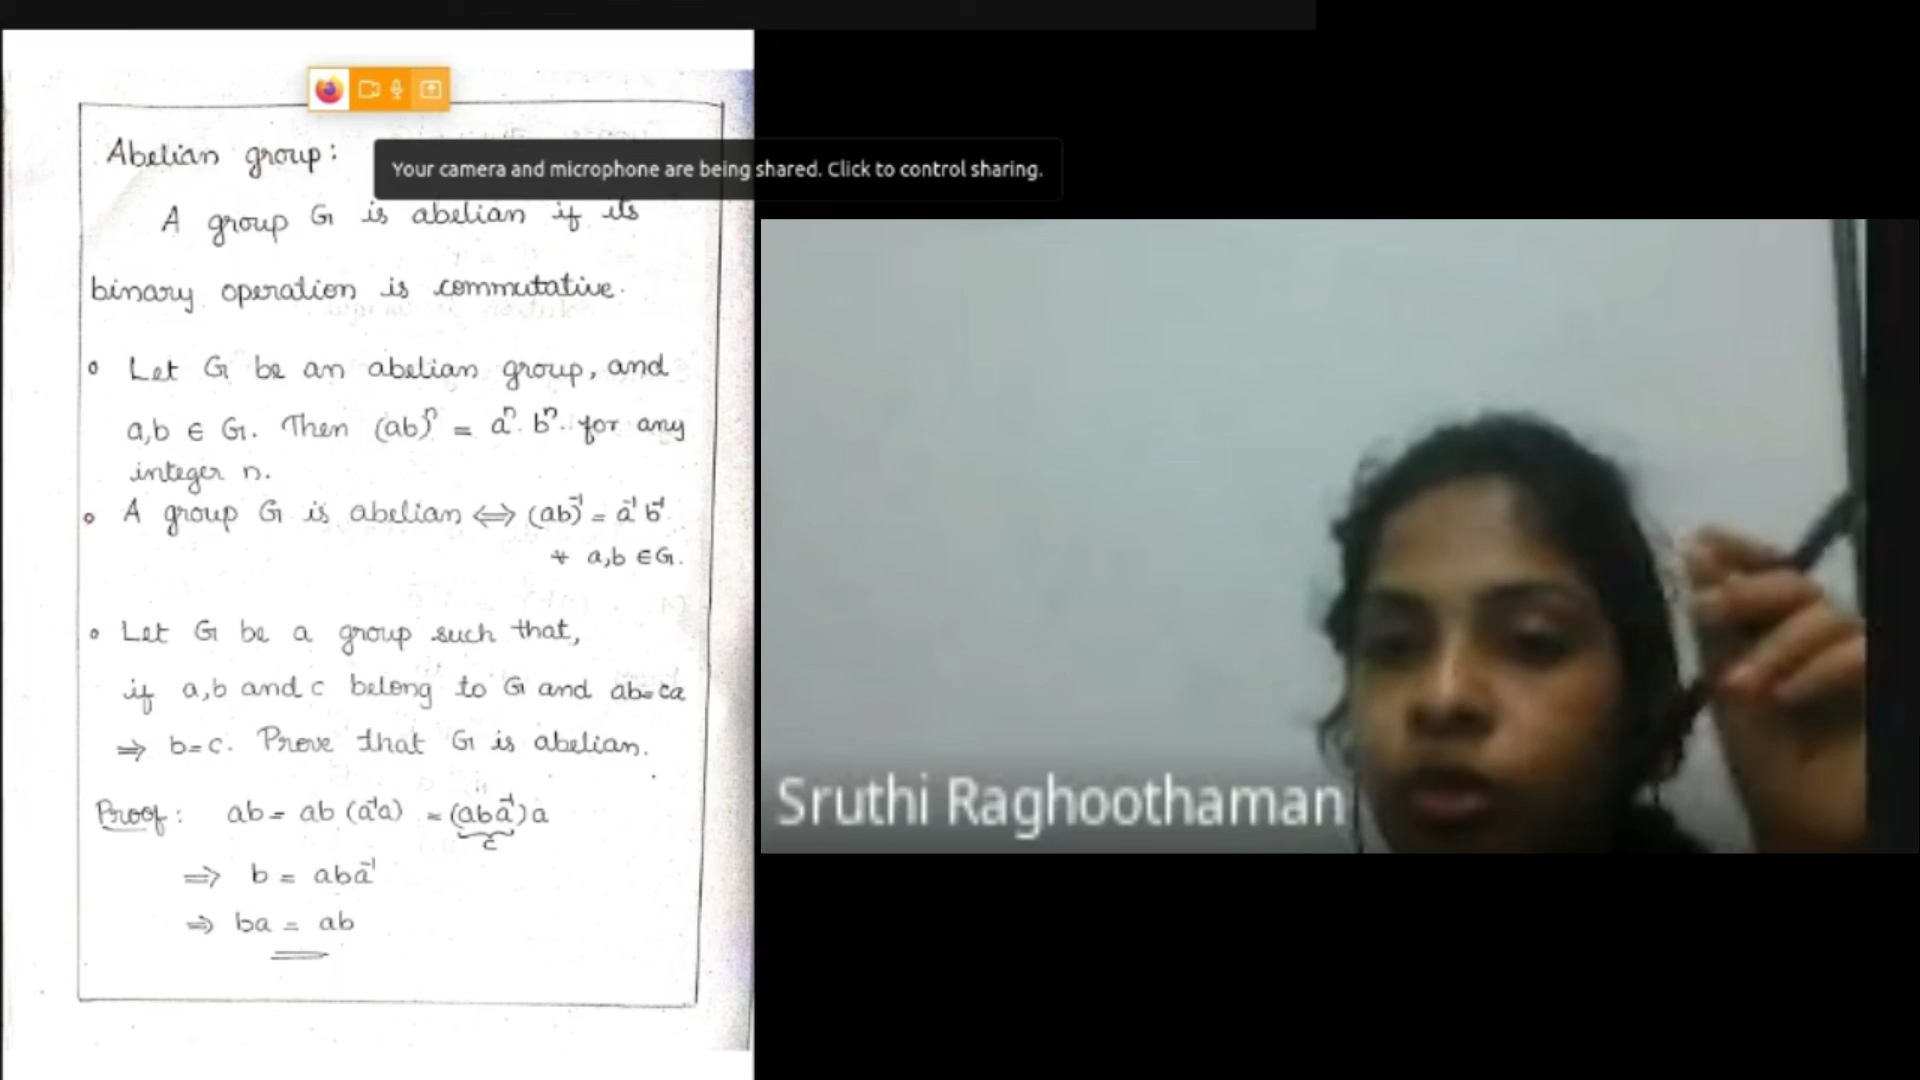 Abelian group:
Your camera and microphone are being shared. Click to control sharing.
A group G is abelian if its
binary operation is commutative.
Let G be an abelian group, and
a,b ∈ G. Then (ab)ⁿ = aⁿ bⁿ for any
integer n.
A group G is abelian ⟺ (ab)⁻¹ = a⁻¹ b⁻¹
∀ a,b ∈ G.
Let G be a group such that,
if a,b and c belong to G and ab=ca
⇒ b=c. Prove that G is abelian.
Proof: ab = ab (a⁻¹a) = (aba⁻¹)a
c
⇒ b = aba⁻¹
⇒ ba = ab
Sruthi Raghoothaman